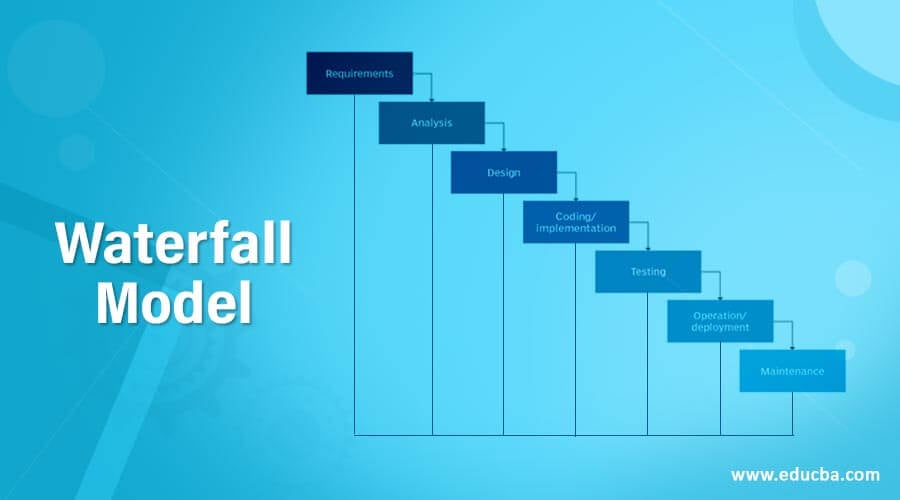 Waterfall
Model
Requirements
Analysis
Design
Coding/
implementation
Testing
Operation/
deployment
Maintenance
www.educba.com